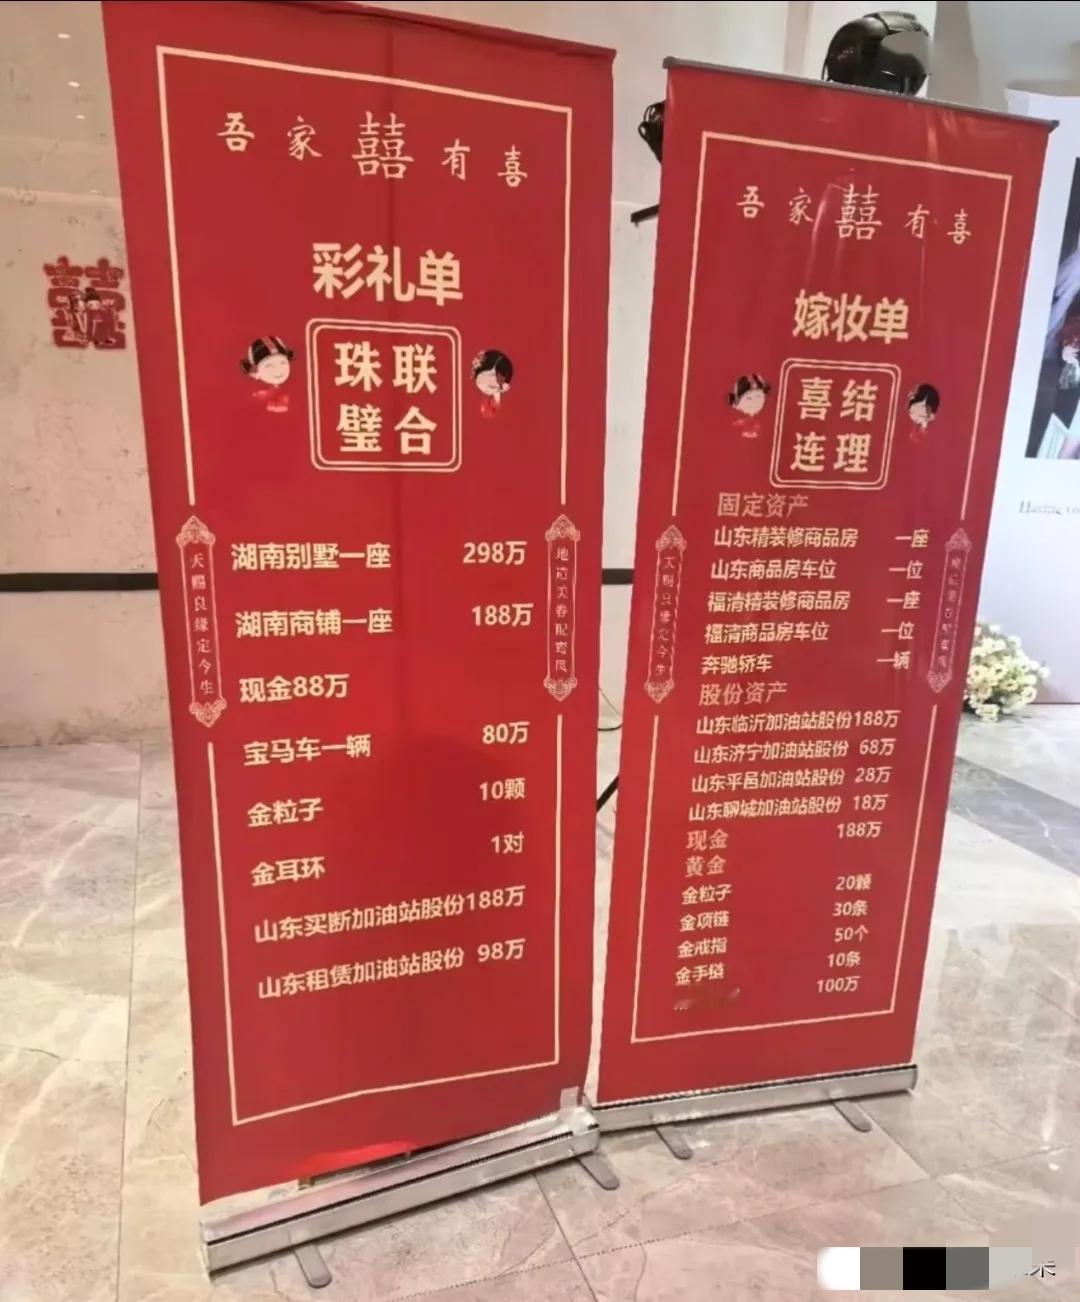 吾家囍有喜
彩礼单
珠联
璧合
天赐良缘定今生
湖南别墅一座 298万
湖南商铺一座 188万
现金88万
宝马车一辆 80万
金粒子 10颗
金耳环 1对
山东买断加油站股份188万
山东租赁加油站股份 98万
吾家囍有喜
嫁妆单
喜结
连理
天赐良缘定今生
固定资产
山东精装修商品房 一座
山东商品房车位 一位
福清精装修商品房 一座
福清商品房车位 一位
奔驰轿车 一辆
股份资产
山东临沂加油站股份188万
山东济宁加油站股份 68万
山东平邑加油站股份 28万
山东聊城加油站股份 18万
现金 188万
黄金
金粒子 20颗
金项链 30条
金戒指 50个
金手链 10条
100万
囍